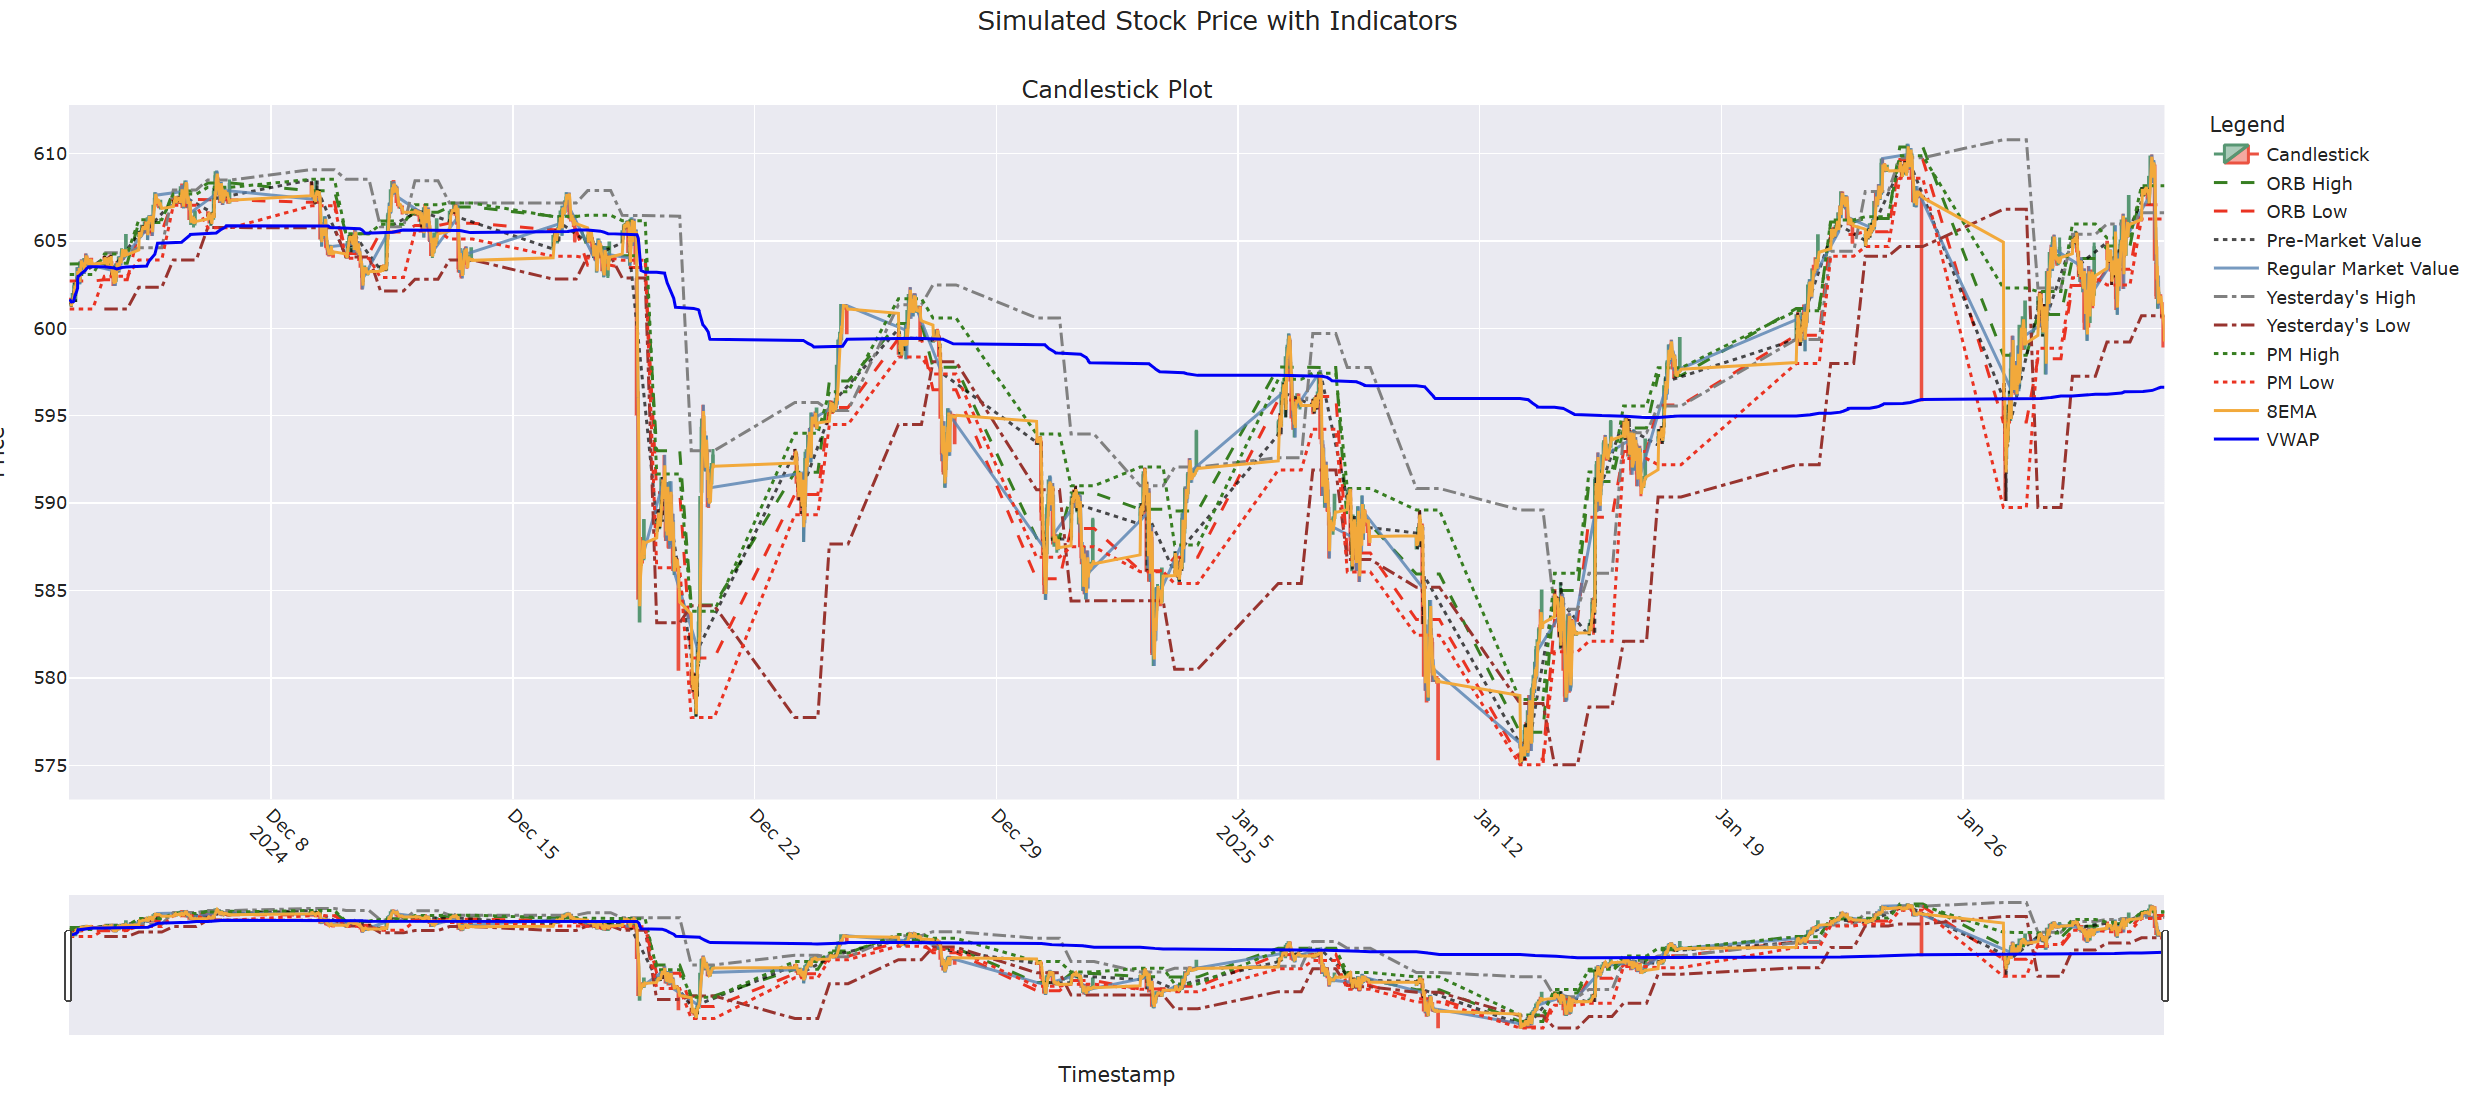 Simulated Stock Price with Indicators
Candlestick Plot
610
605
600
595
590
585
580
575
Dec 8
2024
Dec 15
Dec 22
Dec 29
Jan 5
2025
Jan 12
Jan 19
Jan 26
Timestamp
Legend
Candlestick
ORB High
ORB Low
Pre-Market Value
Regular Market Value
Yesterday's High
Yesterday's Low
PM High
PM Low
8EMA
VWAP